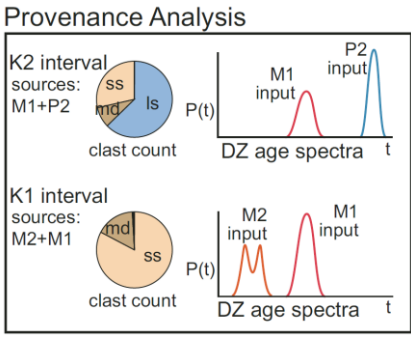 Provenance Analysis
K2 interval
sources:
M1+P2
ss
md
ls
clast count
P(t)
M1
input
P2
input
DZ age spectra t
K1 interval
sources:
M2+M1
md
ss
clast count
P(t)
M2
input
M1
input
DZ age spectra t